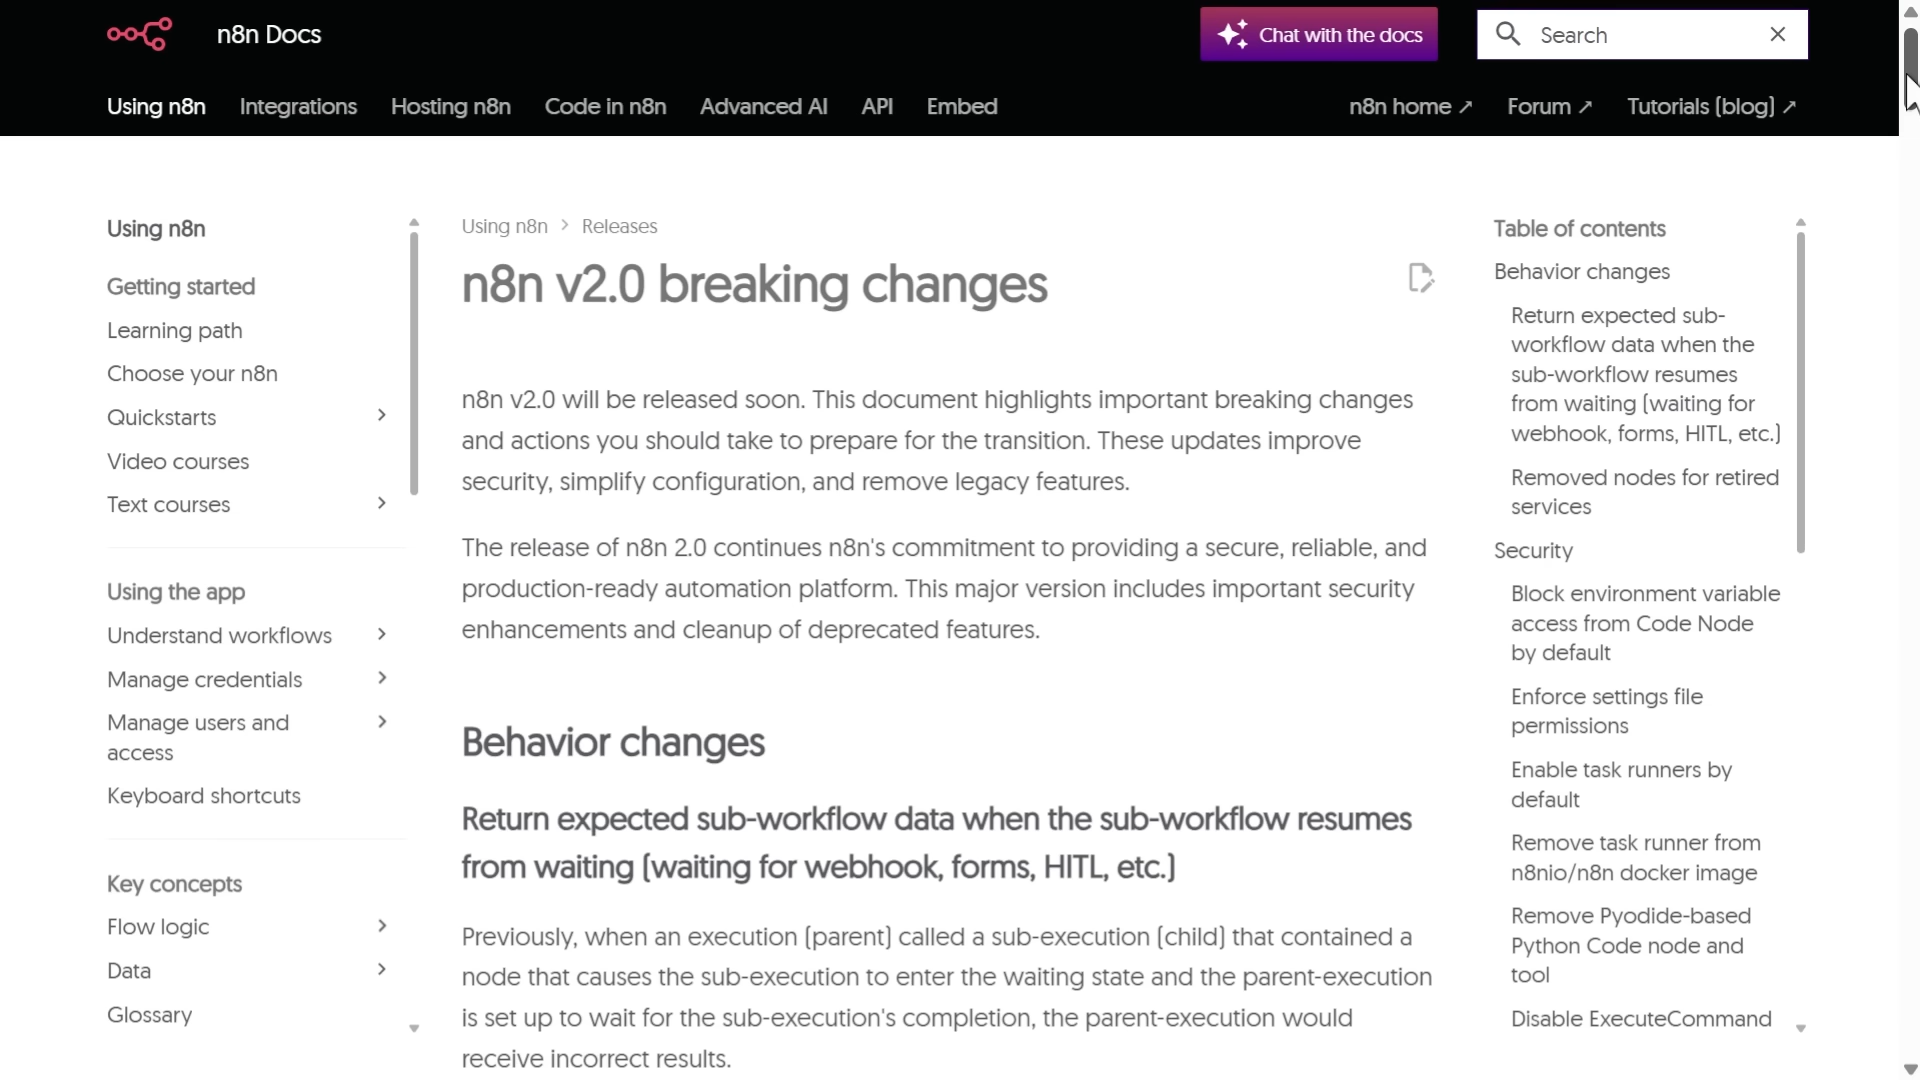 n8n Docs
Chat with the docs
Search
Using n8n
Integrations
Hosting n8n
Code in n8n
Advanced AI
API
Embed
n8n home ↗
Forum ↗
Tutorials (blog) ↗
Using n8n
Getting started
Learning path
Choose your n8n
Quickstarts
Video courses
Text courses
Using the app
Understand workflows
Manage credentials
Manage users and
access
Keyboard shortcuts
Key concepts
Flow logic
Data
Glossary
Using n8n > Releases
n8n v2.0 breaking changes
n8n v2.0 will be released soon. This document highlights important breaking changes
and actions you should take to prepare for the transition. These updates improve
security, simplify configuration, and remove legacy features.
The release of n8n 2.0 continues n8n's commitment to providing a secure, reliable, and
production-ready automation platform. This major version includes important security
enhancements and cleanup of deprecated features.
Behavior changes
Return expected sub-workflow data when the sub-workflow resumes
from waiting (waiting for webhook, forms, HITL, etc.)
Previously, when an execution (parent) called a sub-execution (child) that contained a
node that causes the sub-execution to enter the waiting state and the parent-execution
is set up to wait for the sub-execution's completion, the parent-execution would
receive incorrect results.
Table of contents
Behavior changes
Return expected sub-
workflow data when the
sub-workflow resumes
from waiting (waiting for
webhook, forms, HITL, etc.)
Removed nodes for retired
services
Security
Block environment variable
access from Code Node
by default
Enforce settings file
permissions
Enable task runners by
default
Remove task runner from
n8nio/n8n docker image
Remove Pyodide-based
Python Code node and
tool
Disable ExecuteCommand